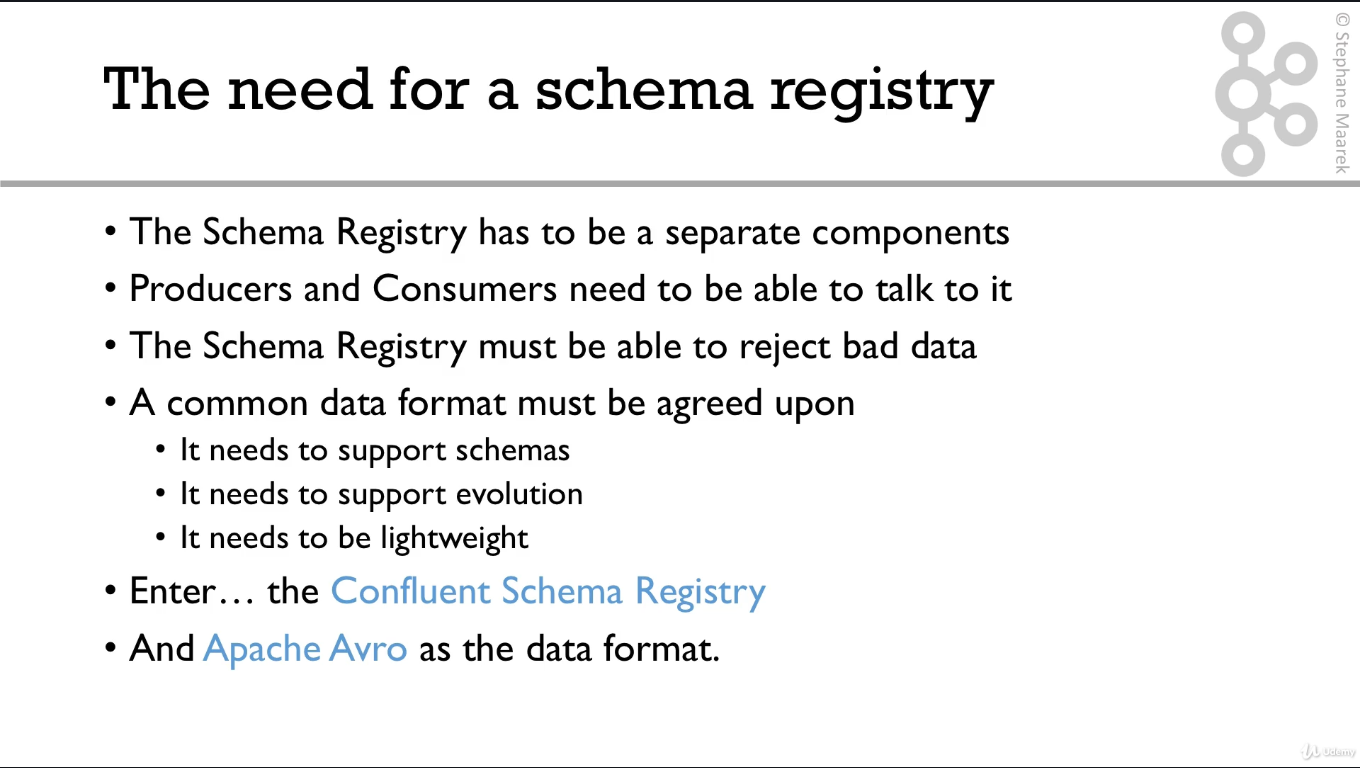 The need for a schema registry
© Stephane Maarek
• The Schema Registry has to be a separate components
• Producers and Consumers need to be able to talk to it
• The Schema Registry must be able to reject bad data
• A common data format must be agreed upon
• It needs to support schemas
• It needs to support evolution
• It needs to be lightweight
• Enter… the Confluent Schema Registry
• And Apache Avro as the data format.
Udemy